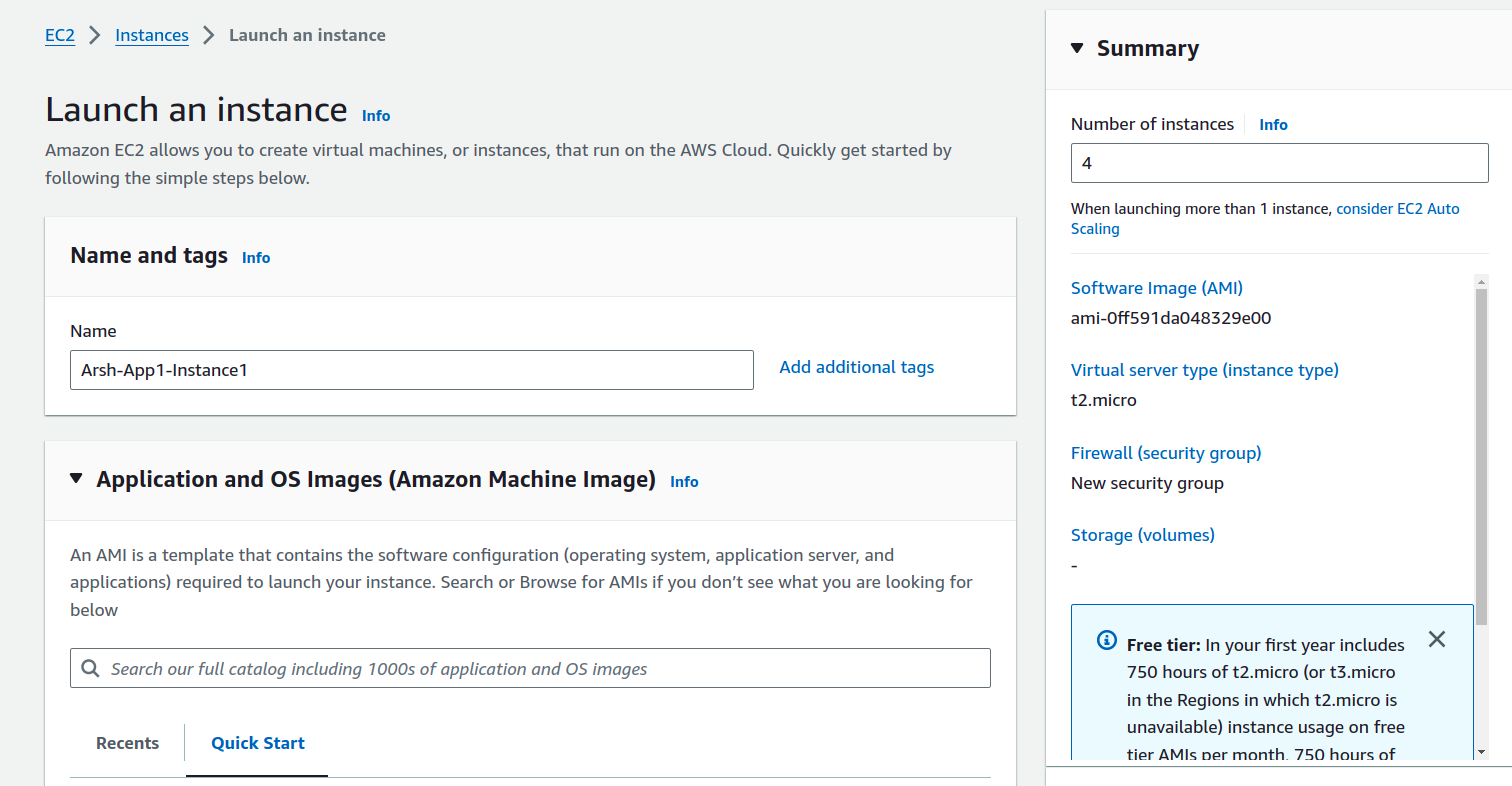 EC2 > Instances > Launch an instance
Launch an instance Info
Amazon EC2 allows you to create virtual machines, or instances, that run on the AWS Cloud. Quickly get started by
following the simple steps below.
Name and tags Info
Name
Arsh-App1-Instance1
Add additional tags
Application and OS Images (Amazon Machine Image) Info
An AMI is a template that contains the software configuration (operating system, application server, and
applications) required to launch your instance. Search or Browse for AMIs if you don’t see what you are looking for
below
Search our full catalog including 1000s of application and OS images
Recents
Quick Start
Summary
Number of instances Info
4
When launching more than 1 instance, consider EC2 Auto
Scaling
Software Image (AMI)
ami-0ff591da048329e00
Virtual server type (instance type)
t2.micro
Firewall (security group)
New security group
Storage (volumes)
-
Free tier: In your first year includes
750 hours of t2.micro (or t3.micro
in the Regions in which t2.micro is
unavailable) instance usage on free
tier AMIs per month, 750 hours of